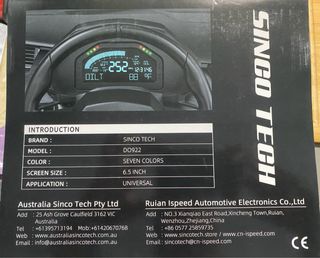 SINCO TECH
252
OILT
INTRODUCTION
BRAND : SINCO TECH
MODEL : DO922
COLOR : SEVEN COLORS
SCREEN SIZE : 6.5 INCH
APPLICATION : UNIVERSAL
Australia Sinco Tech Pty Ltd
Add : 25 Ash Grove Caulfield 3162 VIC
Australia
Tel : +61395713194 Mob: +61420670768
Web : www.australiasincotech.com.au
Email : info@australiasincotech.com.au
Ruian Ispeed Automotive Electronics Co.,Ltd
Add : NO.3 Xianqiao East Road,Xincheng Town,Ruian,
Wenzhou,Zhejiang,China
Tel : +86 0577 25859735
Web : www.sincotech.store / www.cn-ispeed.com
Email : sincotech@cn-ispeed.com
CE